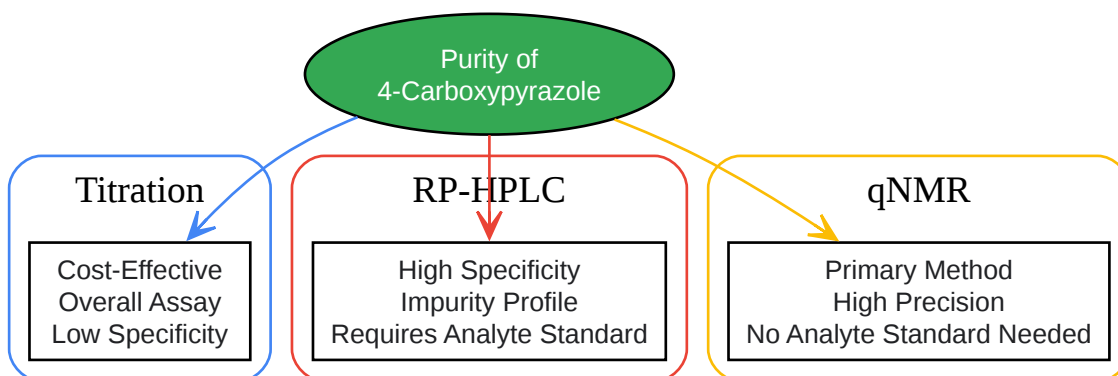 Purity of
4-Carboxypyrazole
Titration
Cost-Effective
Overall Assay
Low Specificity
RP-HPLC
High Specificity
Impurity Profile
Requires Analyte Standard
qNMR
Primary Method
High Precision
No Analyte Standard Needed